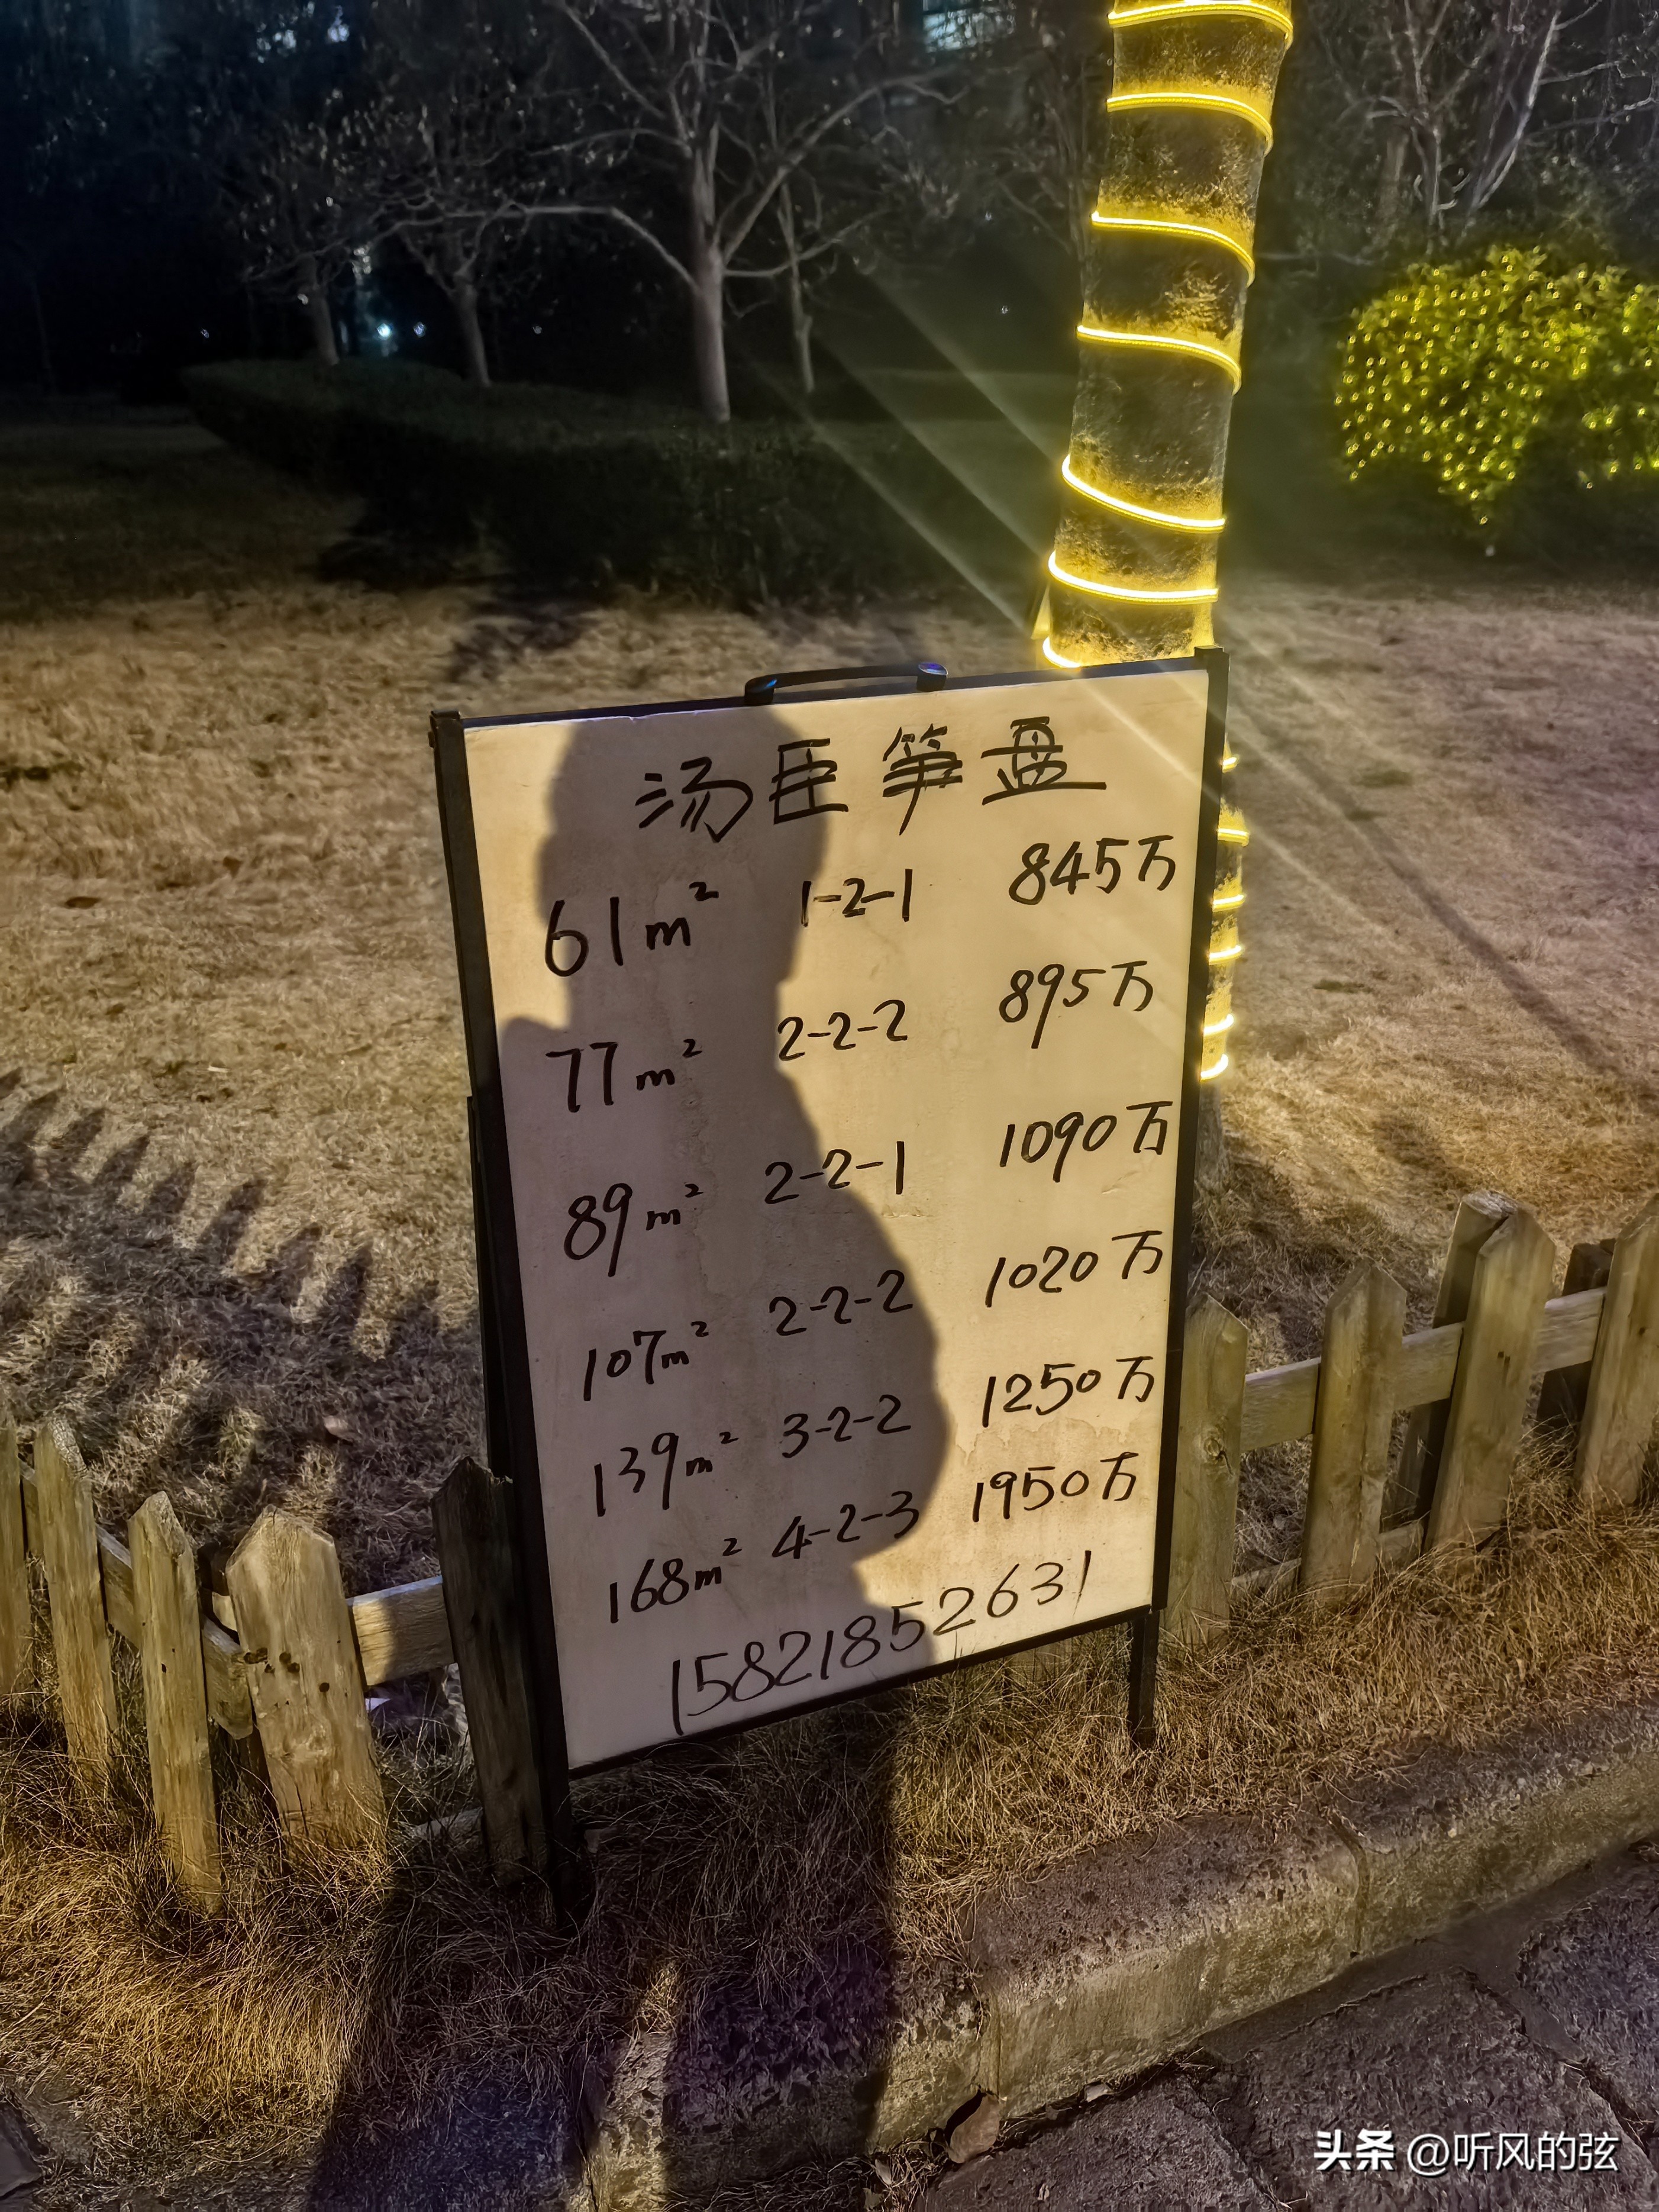 汤臣笋盘
61m² 1-2-1 845万
77m² 2-2-2 895万
89m² 2-2-1 1090万
107m² 2-2-2 1020万
139m² 3-2-2 1250万
168m² 4-2-3 1950万
15821852631
头条 @听风的弦